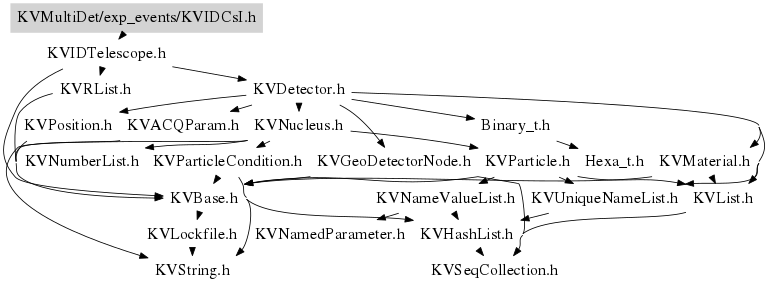 KVMultiDet/exp_events/KVIDCsI.h
KVIDTelescope.h
KVRList.h KVDetector.h
KVPosition.h KVACQParam.h KVNucleus.h Binary_t.h
KVNumberList.h KVParticleCondition.h KVGeoDetectorNode.h KVParticle.h Hexa_t.h KVMaterial.h
KVBase.h KVNameValueList.h KVUniqueNameList.h KVList.h
KVLockfile.h KVNamedParameter.h KVHashList.h
KVString.h KVSeqCollection.h